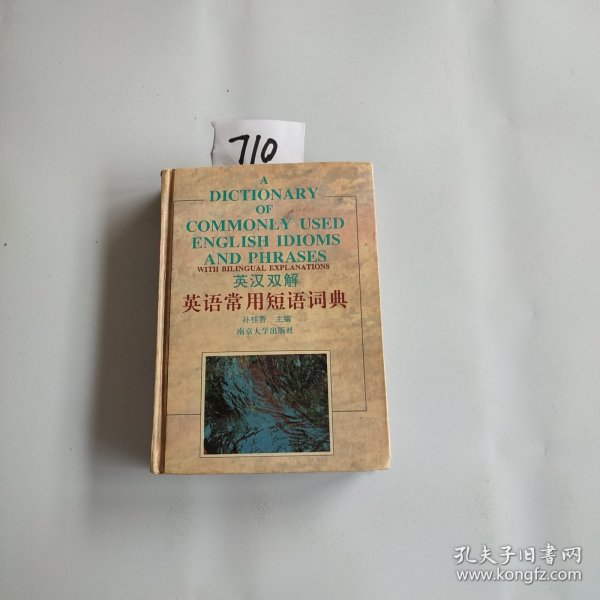 710
A
DICTIONARY
OF
COMMONLY USED
ENGLISH IDIOMS
AND PHRASES
WITH BILINGUAL EXPLANATIONS
英汉双解
英语常用短语词典
孙桂香 主编
南京大学出版社
孔夫子旧书网
www.kongfz.com